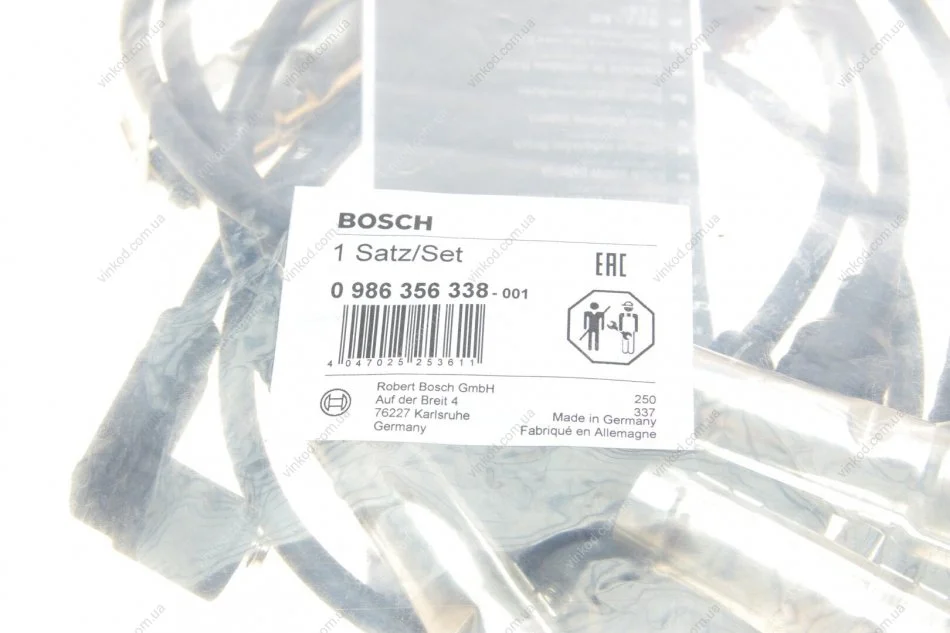 BOSCH
1 Satz/Set
EAC
0 986 356 338-001
4 047025 253611
Robert Bosch GmbH
Auf der Breit 4
76227 Karlsruhe
Germany
250
337
Made in Germany
Fabriqué en Allemagne
vinkod.com.ua